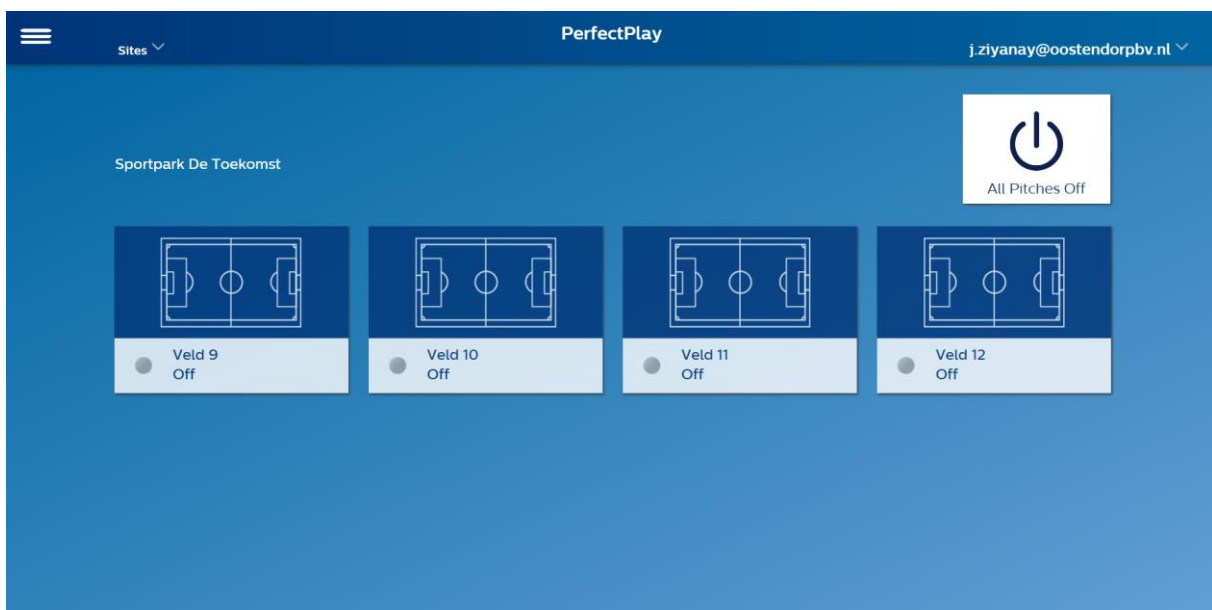 PerfectPlay
Sites
j.ziyanay@oostendorpbv.nl
Sportpark De Toekomst
All Pitches Off
Veld 9
Off
Veld 10
Off
Veld 11
Off
Veld 12
Off